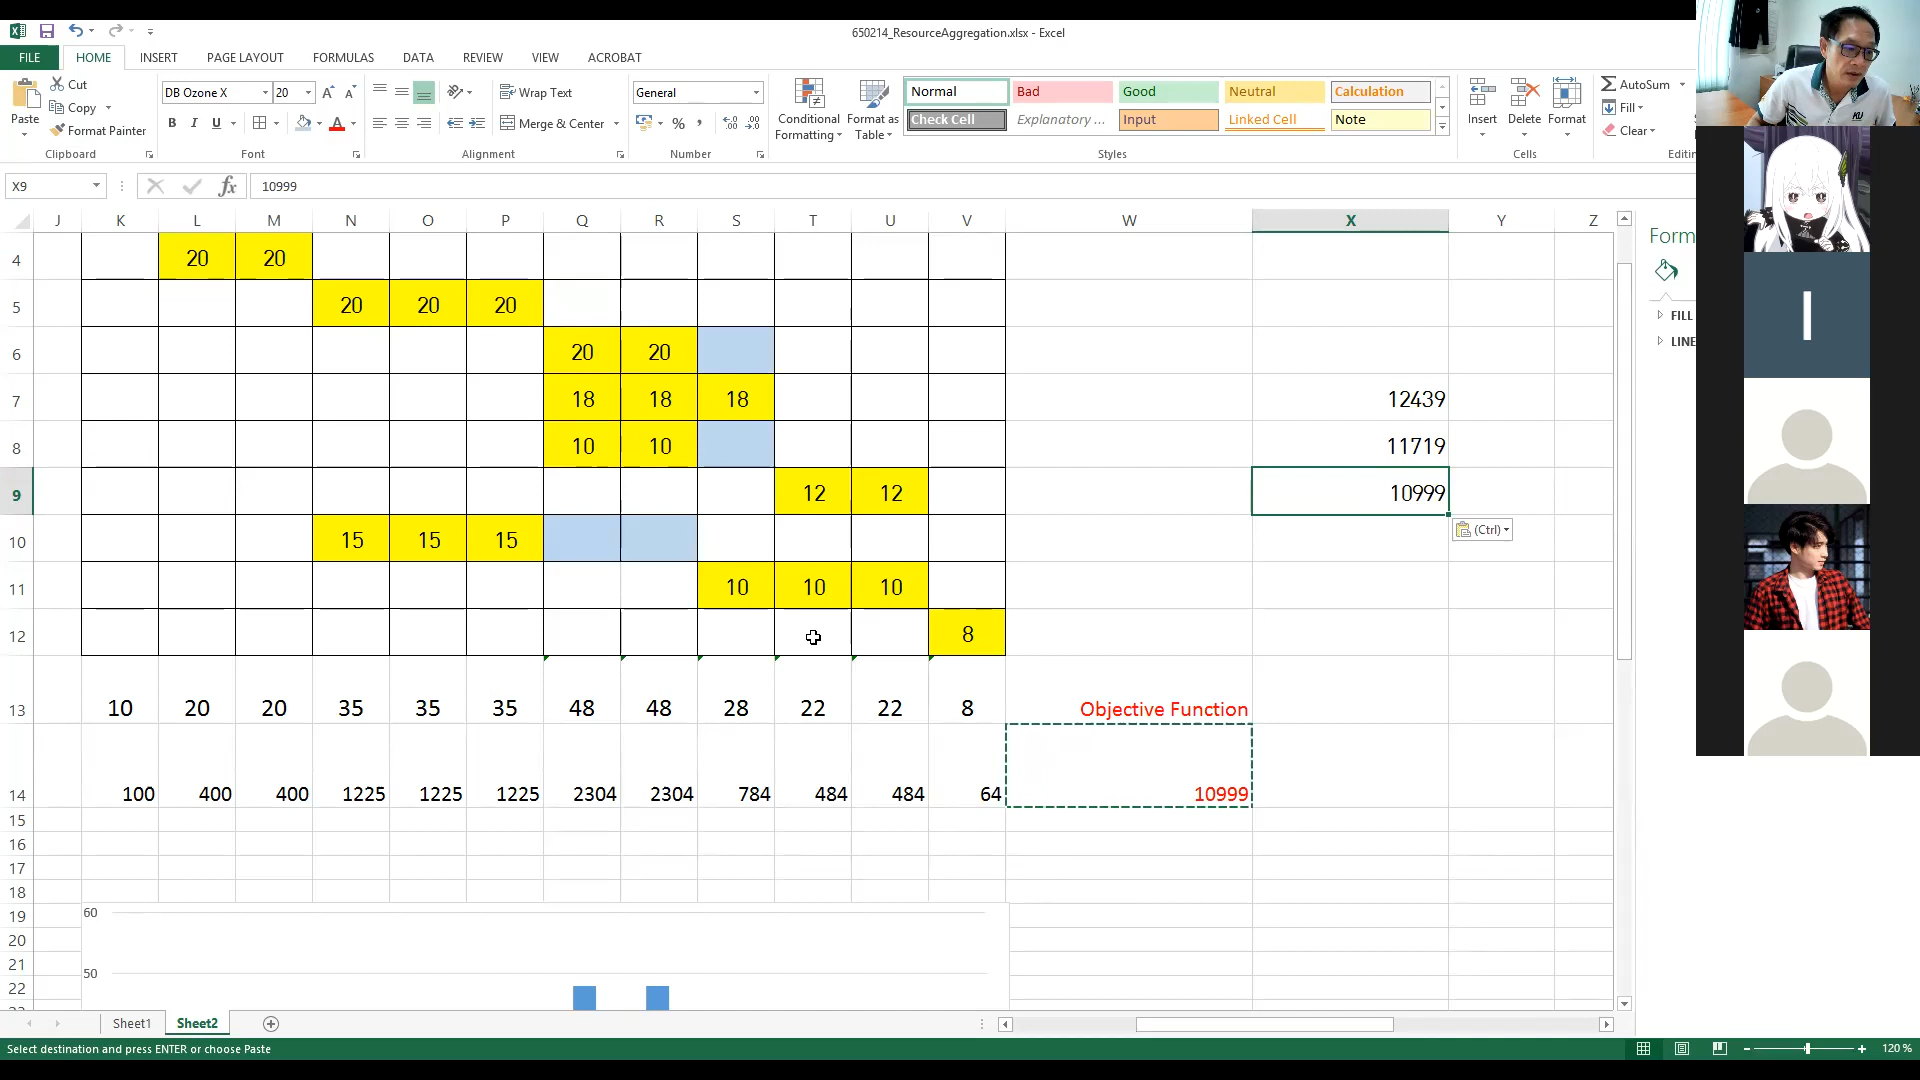 650214_ResourceAggregation.xlsx - Excel
FILE HOME INSERT PAGE LAYOUT FORMULAS DATA REVIEW VIEW ACROBAT
Paste
Cut
Copy
Format Painter
Clipboard
DB Ozone X 20
B I U
Font
Wrap Text
Merge & Center
Alignment
General
%
Number
Conditional Formatting
Format as Table
Normal Bad Good Neutral Calculation
Check Cell Explanatory ... Input Linked Cell Note
Styles
Insert Delete Format
Cells
AutoSum
Fill
Clear
Editin
X9 fx 10999
J K L M N O P Q R S T U V W X Y Z
4 20 20
5 20 20 20
6 20 20
7 18 18 18 12439
8 10 10 11719
9 12 12 10999
(Ctrl)
10 15 15 15
11 10 10 10
12 8
13 10 20 20 35 35 35 48 48 28 22 22 8 Objective Function
14 100 400 400 1225 1225 1225 2304 2304 784 484 484 64 10999
15
16
17
18
19
20
21
22
60
50
Form
FILL
LINE
I
KU
Sheet1 Sheet2
Select destination and press ENTER or choose Paste
120 %